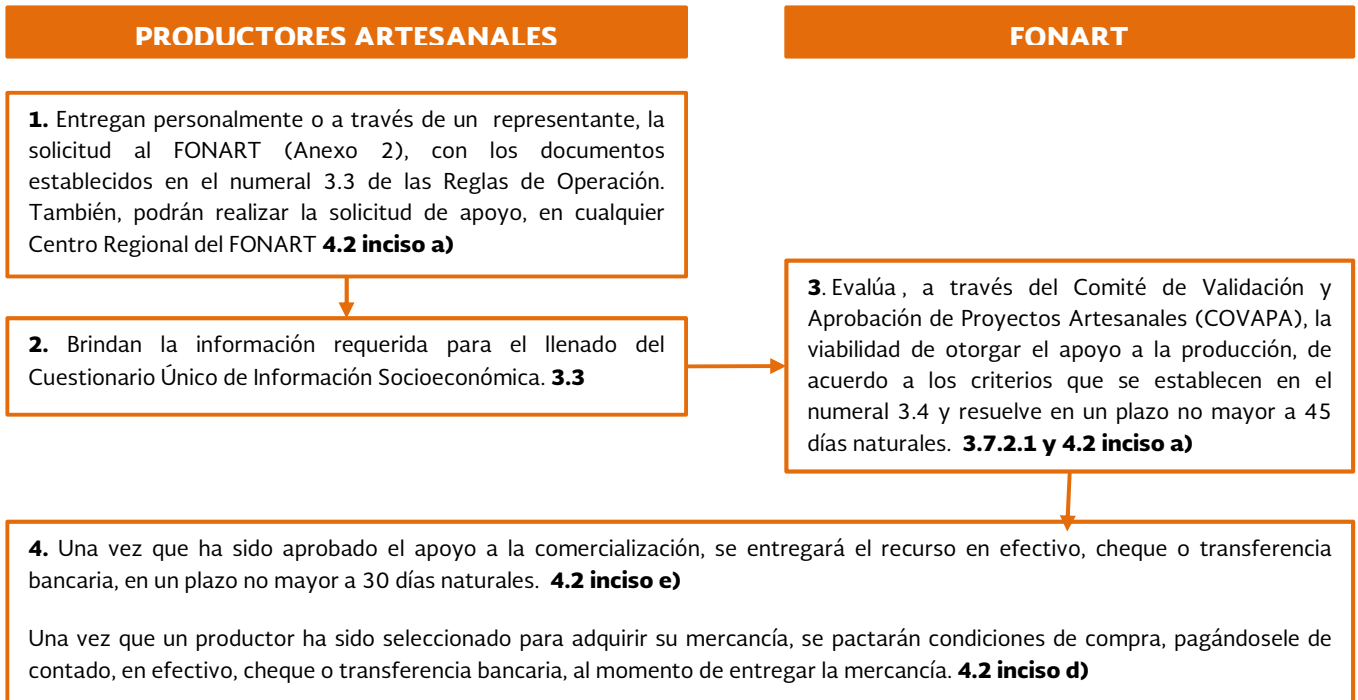 PRODUCTORES ARTESANALES
FONART
1. Entregan personalmente o a través de un representante, la
solicitud al FONART (Anexo 2), con los documentos
establecidos en el numeral 3.3 de las Reglas de Operación.
También, podrán realizar la solicitud de apoyo, en cualquier
Centro Regional del FONART 4.2 inciso a)
2. Brindan la información requerida para el llenado del
Cuestionario Único de Información Socioeconómica. 3.3
3. Evalúa , a través del Comité de Validación y
Aprobación de Proyectos Artesanales (COVAPA), la
viabilidad de otorgar el apoyo a la producción, de
acuerdo a los criterios que se establecen en el
numeral 3.4 y resuelve en un plazo no mayor a 45
días naturales. 3.7.2.1 y 4.2 inciso a)
4. Una vez que ha sido aprobado el apoyo a la comercialización, se entregará el recurso en efectivo, cheque o transferencia
bancaria, en un plazo no mayor a 30 días naturales. 4.2 inciso e)
Una vez que un productor ha sido seleccionado para adquirir su mercancía, se pactarán condiciones de compra, pagándosele de
contado, en efectivo, cheque o transferencia bancaria, al momento de entregar la mercancía. 4.2 inciso d)